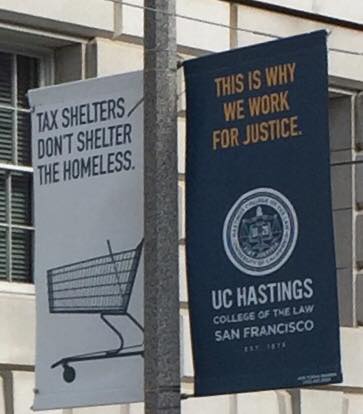 TAX SHELTERS
DON'T SHELTER
THE HOMELESS.
THIS IS WHY
WE WORK
FOR JUSTICE.
UC HASTINGS
COLLEGE OF THE LAW
SAN FRANCISCO
EST. 1878